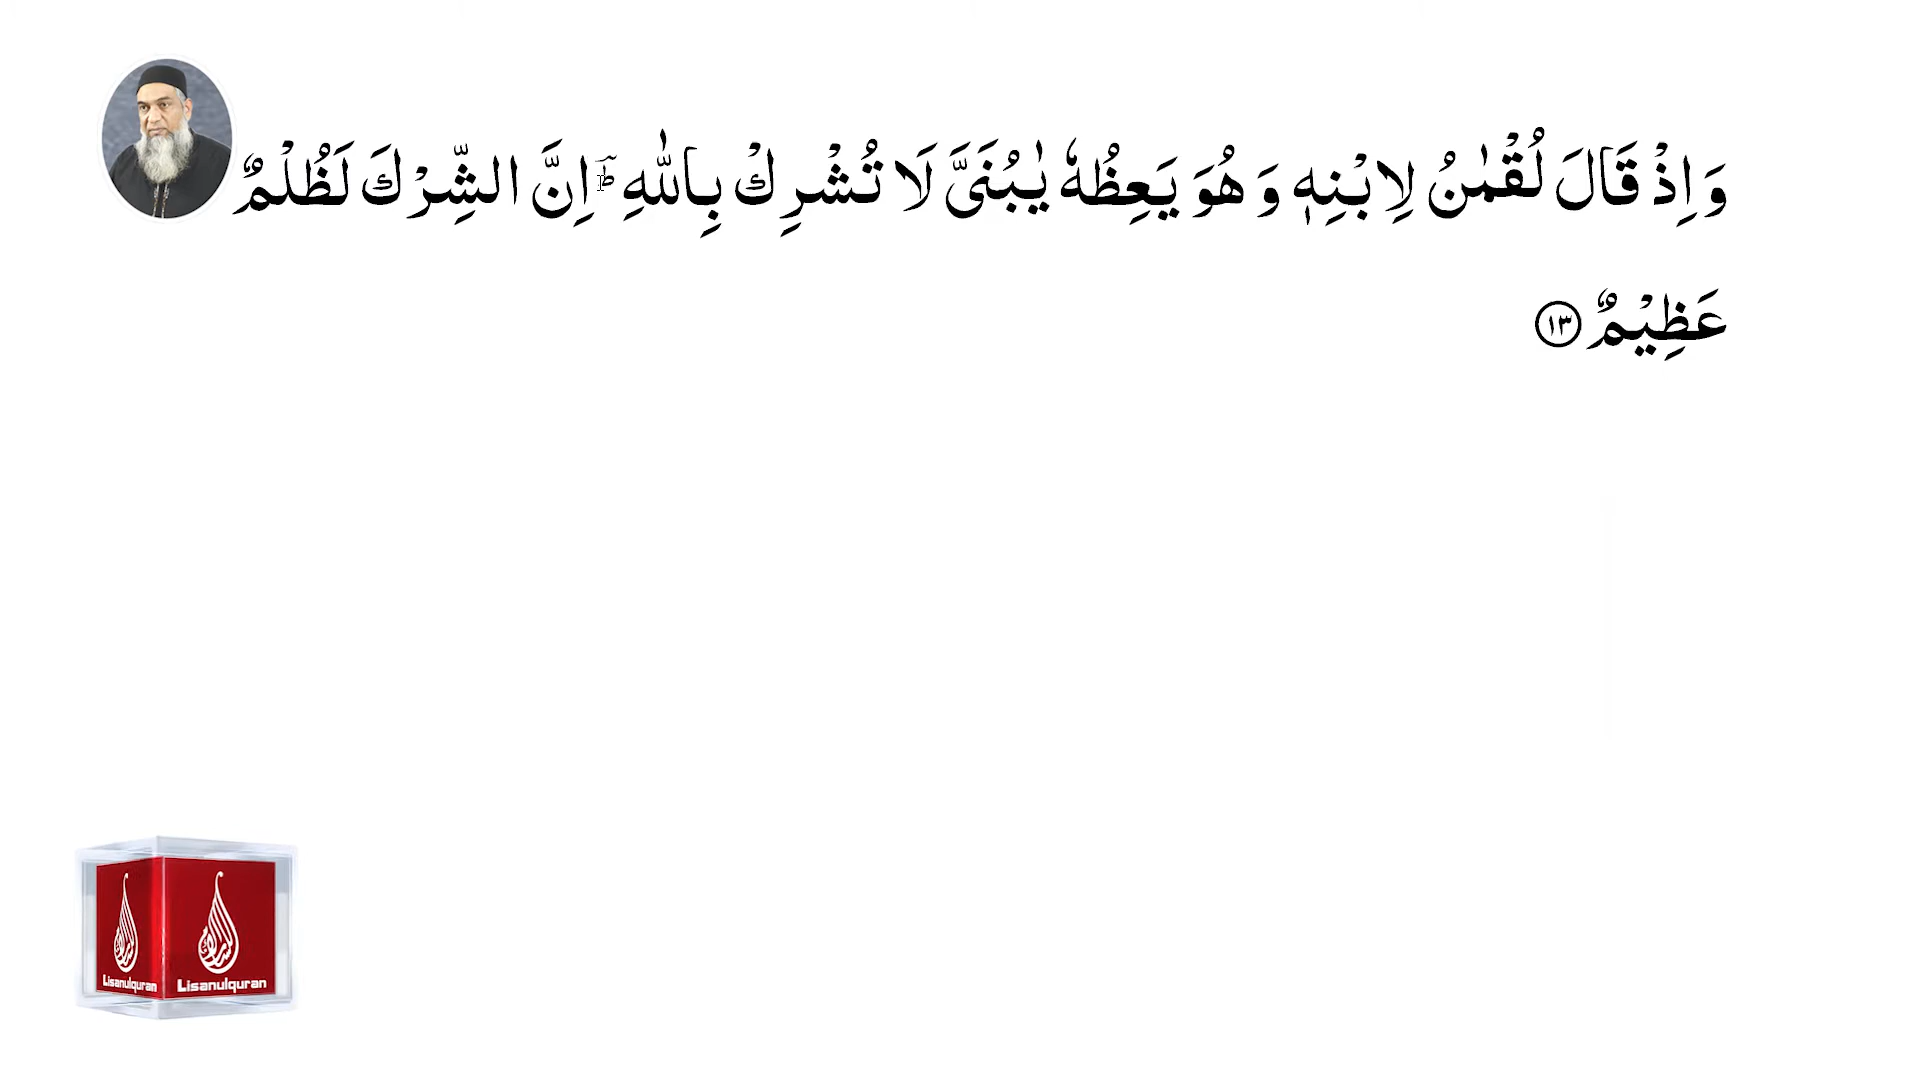 وَ اِذْ قَالَ لُقْمٰنُ لِابْنِهٖ وَ هُوَ یَعِظُهٗ یٰبُنَیَّ لَا تُشْرِكْ بِاللّٰهِ ؔؕ اِنَّ الشِّرْكَ لَظُلْمٌ
عَظِیْمٌ ۝۱۳
Lisanulquran Lisanulquran